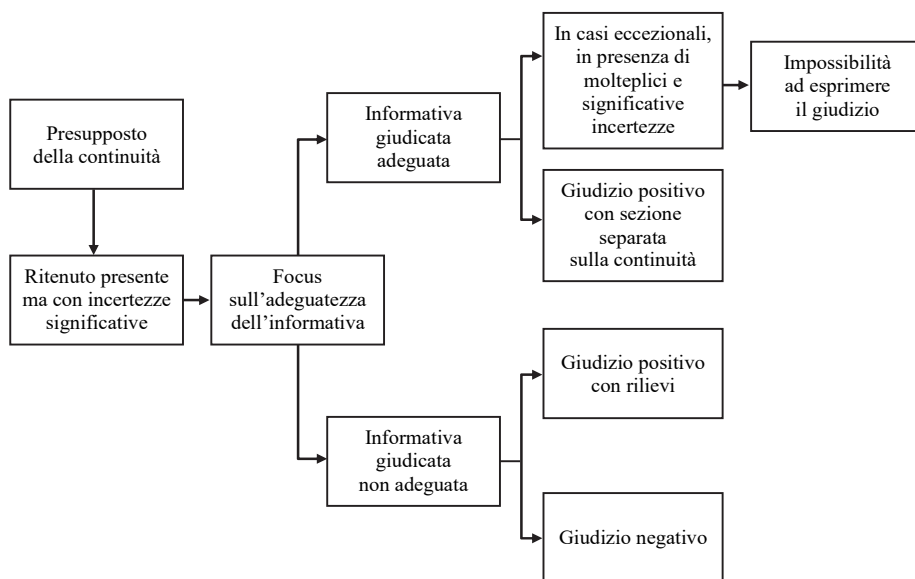 Presupposto
della continuità
Ritenuto presente
ma con incertezze
significative
Focus
sull’adeguatezza
dell’informativa
Informativa
giudicata
adeguata
In casi eccezionali,
in presenza di
molteplici e
significative
incertezze
Impossibilità
ad esprimere
il giudizio
Giudizio positivo
con sezione
separata
sulla continuità
Informativa
giudicata
non adeguata
Giudizio positivo
con rilievi
Giudizio negativo